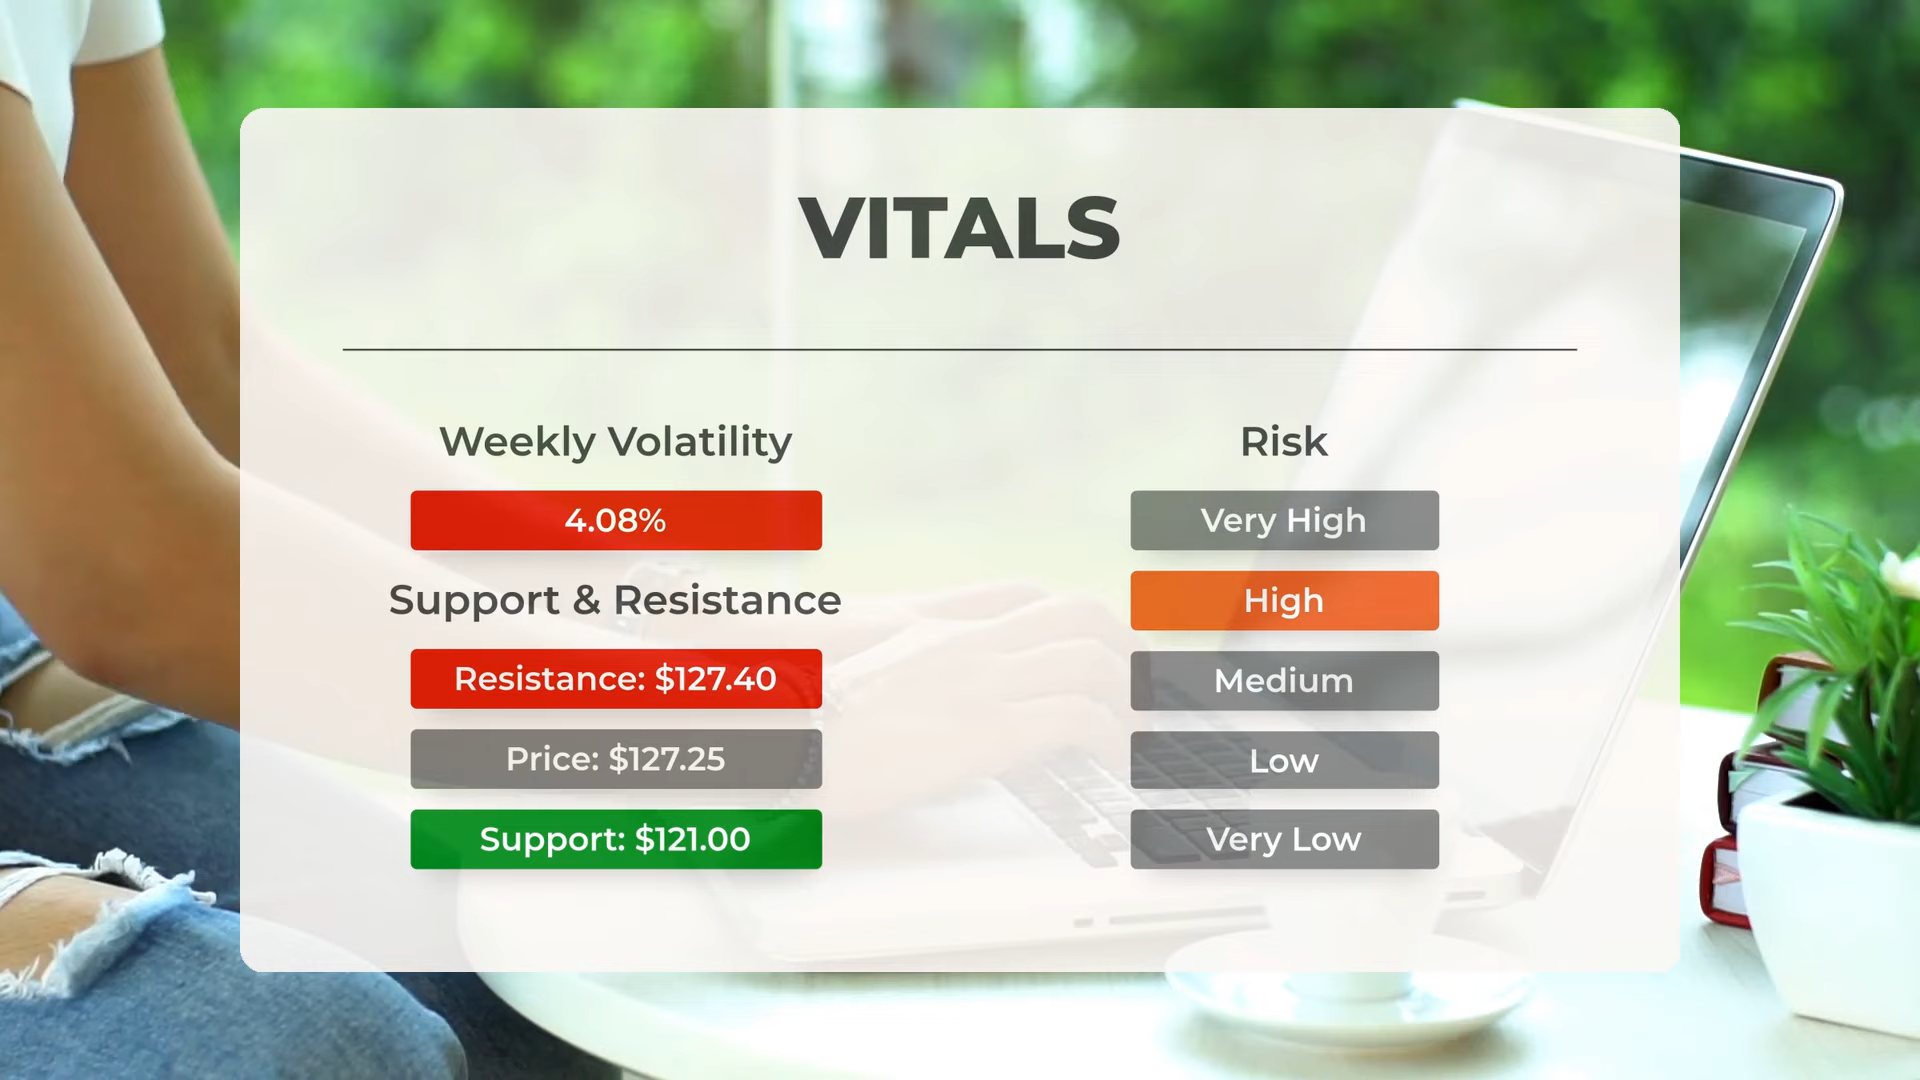 VITALS
Weekly Volatility
4.08%
Support & Resistance
Resistance: $127.40
Price: $127.25
Support: $121.00
Risk
Very High
High
Medium
Low
Very Low